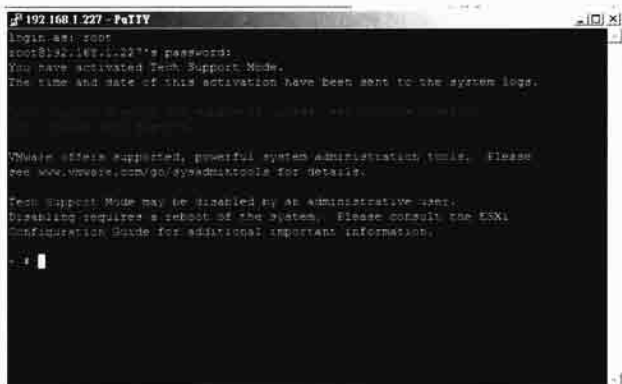 192.168.1.227 - PuTTY
login as: root
root@192.168.1.227's password:
You have activated Tech Support Mode.
The time and date of this activation have been sent to the system logs.
VMware offers supported, powerful system administration tools. Please
see www.vmware.com/go/sysadmintools for details.
Tech Support Mode may be disabled by an administrative user.
Disabling requires a reboot of the system. Please consult the ESXi
Configuration Guide for additional important information.
~ #